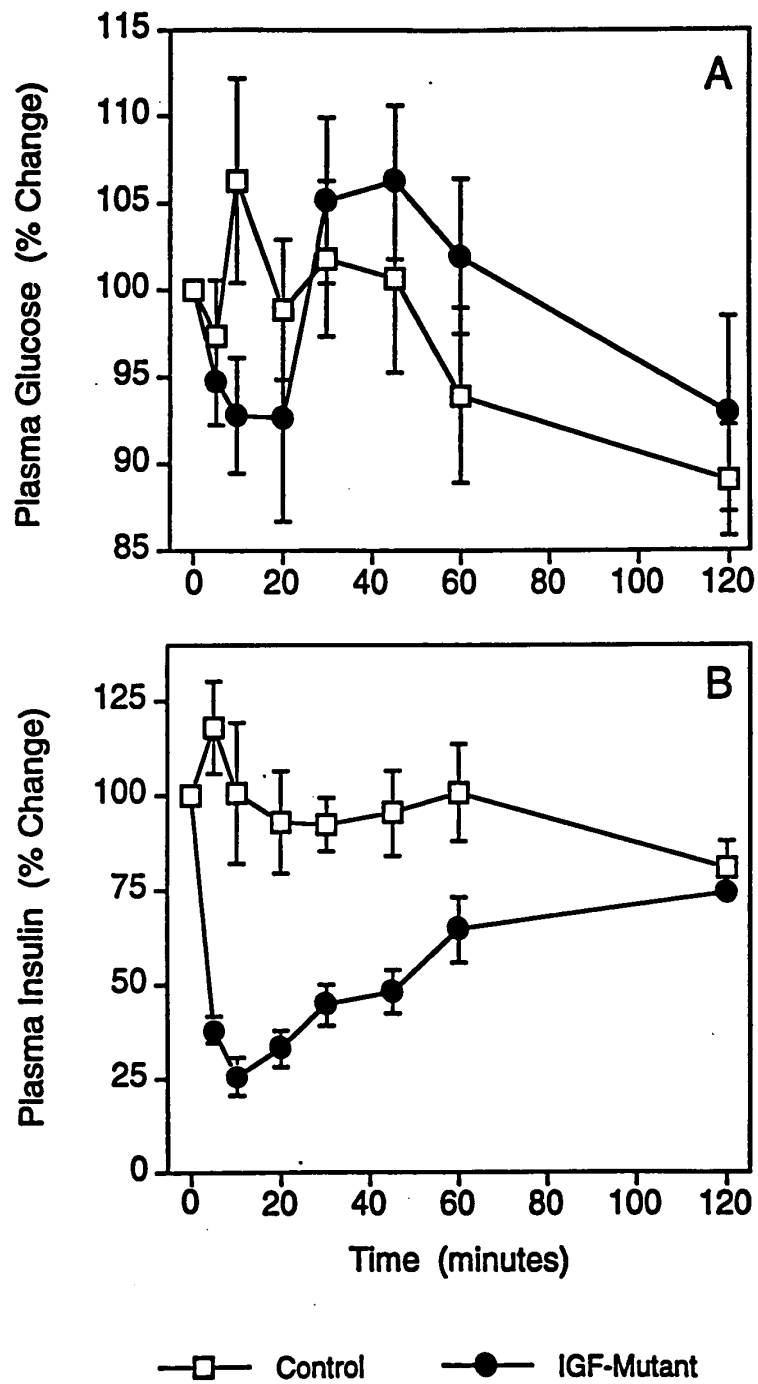 A
Plasma Glucose (% Change)
115
110
105
100
95
90
85
0 20 40 60 80 100 120
B
Plasma Insulin (% Change)
125
100
75
50
25
0
0 20 40 60 80 100 120
Time (minutes)
Control IGF-Mutant